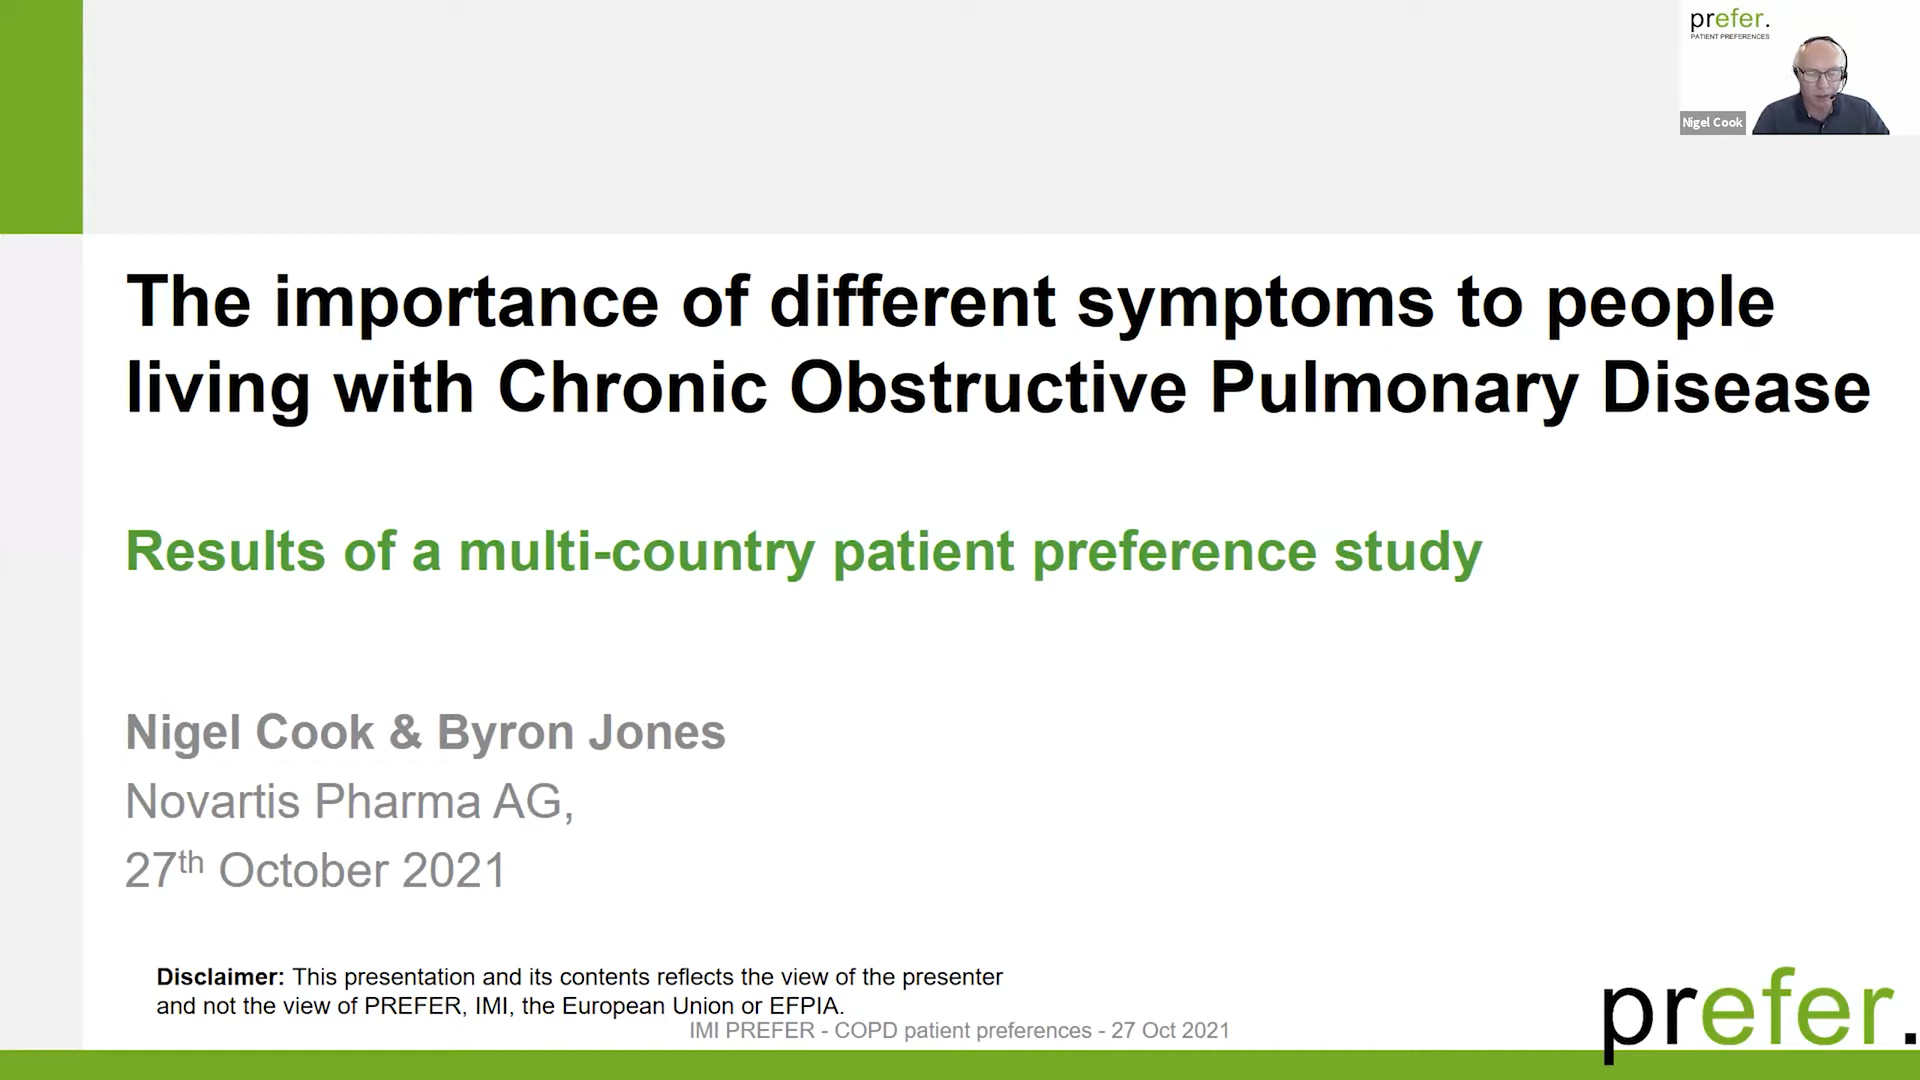 prefer.
PATIENT PREFERENCES
Nigel Cook
The importance of different symptoms to people
living with Chronic Obstructive Pulmonary Disease
Results of a multi-country patient preference study
Nigel Cook & Byron Jones
Novartis Pharma AG,
27th October 2021
Disclaimer: This presentation and its contents reflects the view of the presenter
and not the view of PREFER, IMI, the European Union or EFPIA.
IMI PREFER - COPD patient preferences - 27 Oct 2021
prefer.